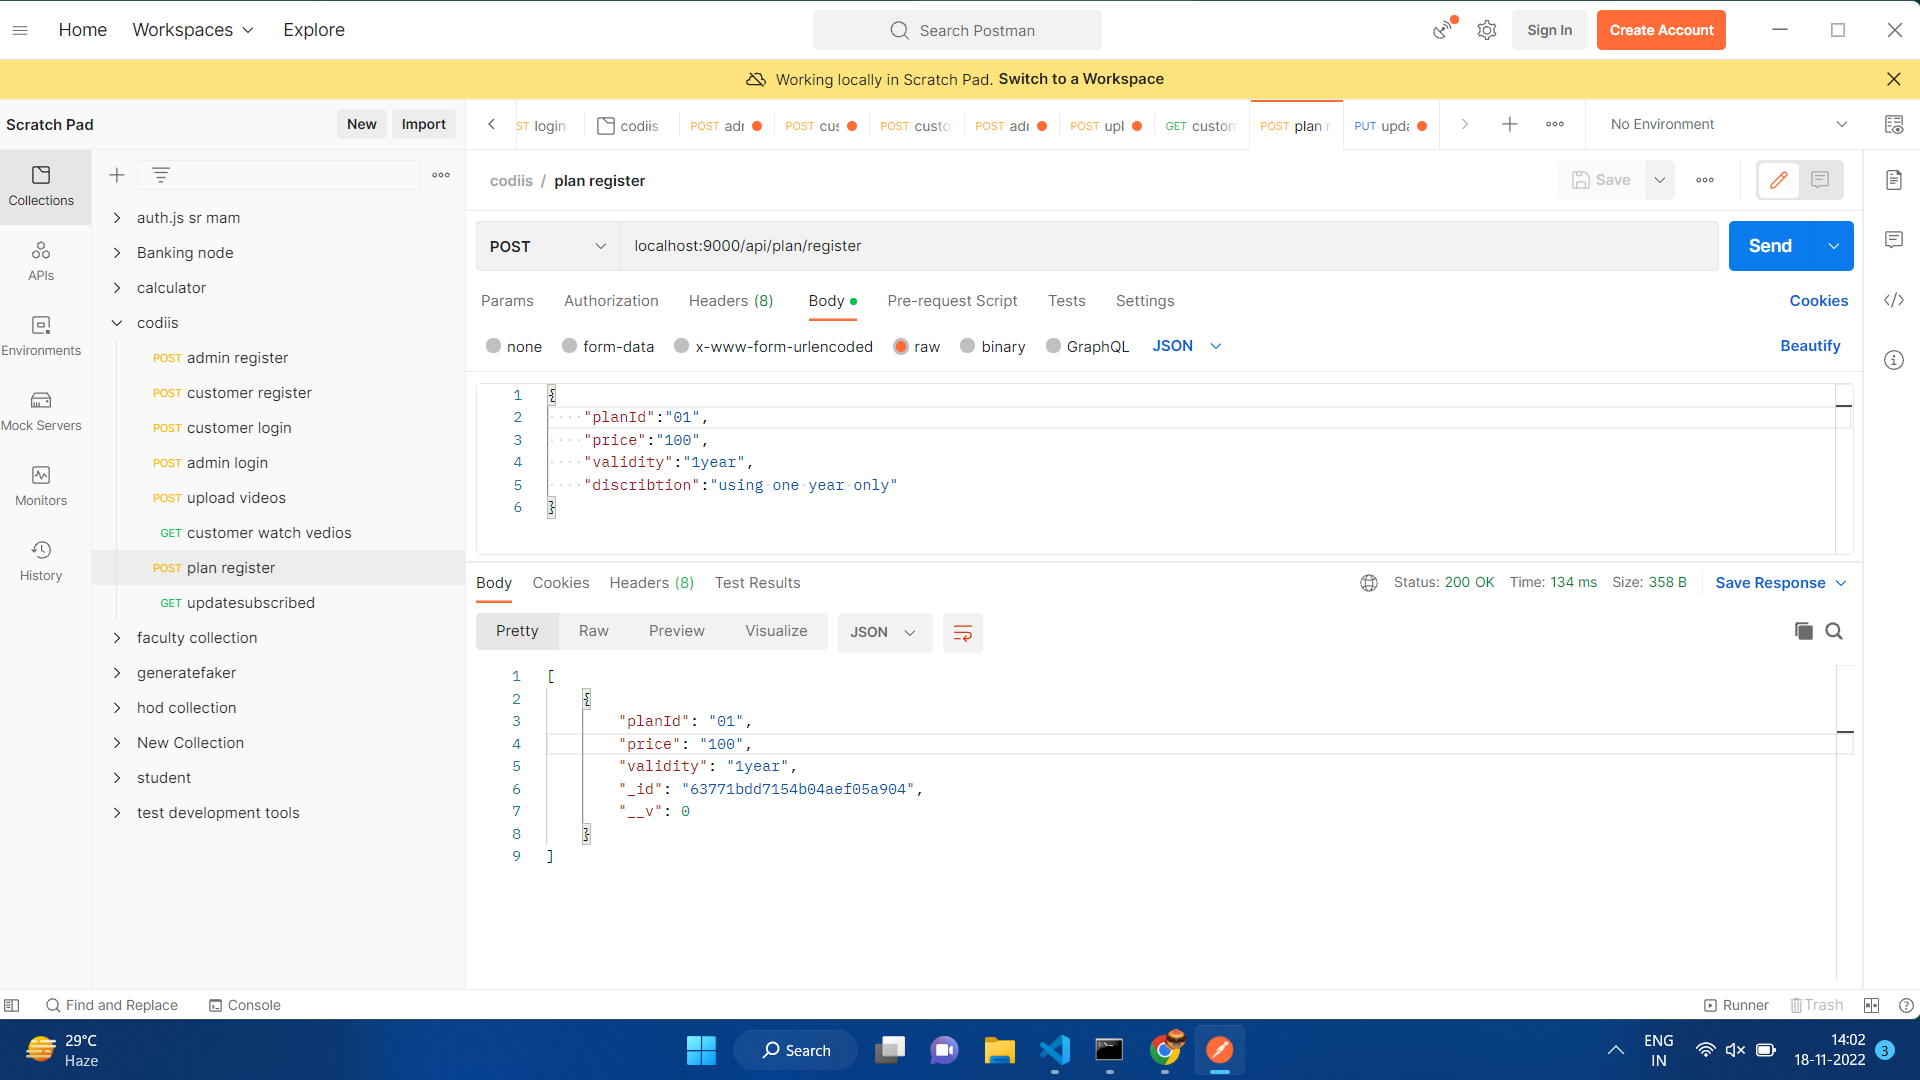 Home
Workspaces
Explore
Search Postman
Sign In
Create Account
Working locally in Scratch Pad. Switch to a Workspace
Scratch Pad
New
Import
ST login
codiis
POST adr
POST cus
POST custo
POST adr
POST upl
GET custom
POST plan r
PUT upda
No Environment
Collections
APIs
Environments
Mock Servers
Monitors
History
auth.js sr mam
Banking node
calculator
codiis
POST admin register
POST customer register
POST customer login
POST admin login
POST upload videos
GET customer watch vedios
POST plan register
GET updatesubscribed
faculty collection
generatefaker
hod collection
New Collection
student
test development tools
codiis / plan register
Save
POST
localhost:9000/api/plan/register
Send
Params
Authorization
Headers (8)
Body
Pre-request Script
Tests
Settings
Cookies
none
form-data
x-www-form-urlencoded
raw
binary
GraphQL
JSON
Beautify
1 {
2 "planId":"01",
3 "price":"100",
4 "validity":"1year",
5 "discribtion":"using one year only"
6 }
Body
Cookies
Headers (8)
Test Results
Status: 200 OK
Time: 134 ms
Size: 358 B
Save Response
Pretty
Raw
Preview
Visualize
JSON
1 [
2 {
3 "planId": "01",
4 "price": "100",
5 "validity": "1year",
6 "_id": "63771bdd7154b04aef05a904",
7 "__v": 0
8 }
9 ]
Find and Replace
Console
Runner
Trash
29°C
Haze
Search
ENG
IN
14:02
18-11-2022
3